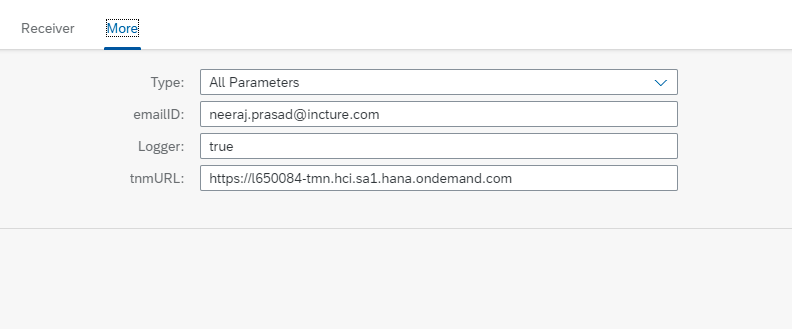 Receiver More
Type: All Parameters
emailID: neeraj.prasad@incture.com
Logger: true
tnmURL: https://l650084-tmn.hci.sa1.hana.ondemand.com